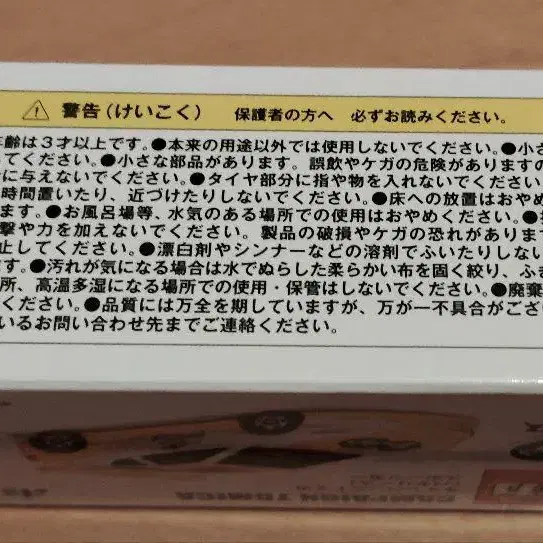 警告(けいこく) 保護者の方へ 必ずお読みください。
年齢は3才以上です。●本来の用途以外では使用しないでください。●小さ
てください。●小さな部品があります。誤飲やケガの危険がありますの
に与えないでください。●タイヤ部分に指や物を入れないでください
時間置いたり、近づけたりしないでください。●床への放置はおやめ
ます。●お風呂場等、水気のある場所での使用はおやめください。●
撃や力を加えないでください。製品の破損やケガの恐れがあります
止してください。●漂白剤やシンナーなどの溶剤でふいたりしない
す。●汚れが気になる場合は水でぬらした柔らかい布を固く絞り、ふき
所、高温多湿になる場所での使用・保管はしないでください。●廃棄
ください。●品質には万全を期していますが、万が一不具合がござい
いるお問い合わせ先までご連絡ください。
CAMPAIGN TOMICA